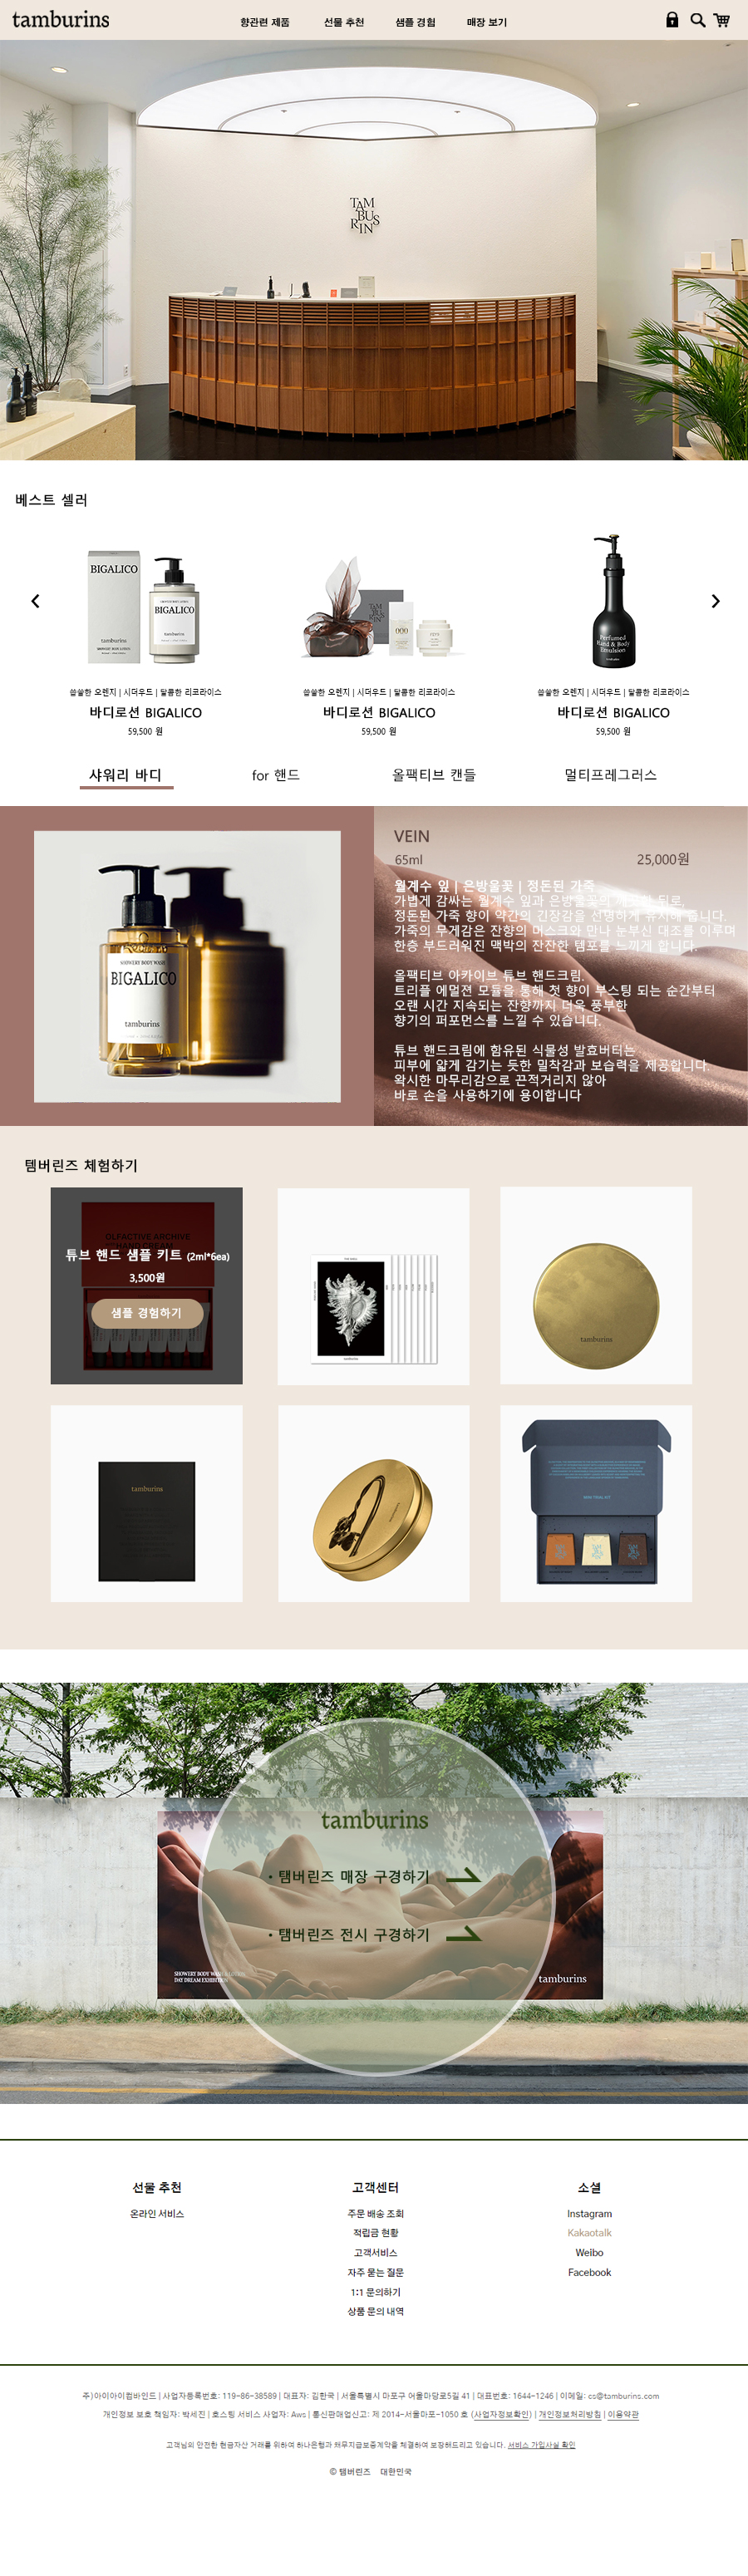 tamburins
향관련 제품 선물 추천 샘플 경험 매장 보기
TAM
BUS
RIN
베스트 셀러
BIGALICO
tamburins
BIGALICO
tamburins
TAM
BUS
RIN
000
Perfumed
Hand & Body
Emulsion
씁쓸한 오렌지 | 시더우드 | 달콤한 리코라이스
바디로션 BIGALICO
59,500 원
씁쓸한 오렌지 | 시더우드 | 달콤한 리코라이스
바디로션 BIGALICO
59,500 원
씁쓸한 오렌지 | 시더우드 | 달콤한 리코라이스
바디로션 BIGALICO
59,500 원
샤워리 바디 for 핸드 올팩티브 캔들 멀티프레그러스
SHOWERY BODY WASH
BIGALICO
tamburins
VEIN
65ml 25,000원
월계수 잎 | 은방울꽃 | 정돈된 가죽
가볍게 감싸는 월계수 잎과 은방울꽃의 뒤로,
정돈된 가죽 향이 약간의 긴장감을 선명하게 유지해 줍니다.
가죽의 무게감은 잔향의 머스크와 만나 눈부신 대조를 이루며
한층 부드러워진 맥박의 잔잔한 템포를 느끼게 합니다.
올팩티브 아카이브 튜브 핸드크림.
트리플 에멀젼 모듈을 통해 첫 향이 부스팅 되는 순간부터
오랜 시간 지속되는 잔향까지 더욱 풍부한
향기의 퍼포먼스를 느낄 수 있습니다.
튜브 핸드크림에 함유된 식물성 발효버터는
피부에 얇게 감기는 듯한 밀착감과 보습력을 제공합니다.
왁시한 마무리감으로 끈적거리지 않아
바로 손을 사용하기에 용이합니다
템버린즈 체험하기
OLFACTIVE ARCHIVE
HAND CREAM
튜브 핸드 샘플 키트 (2ml*6ea)
3,500원
샘플 경험하기
tamburins
tamburins
tamburins
tamburins
• 탬버린즈 매장 구경하기
• 탬버린즈 전시 구경하기
SHOWERY BODY WASH
DAY DREAM EXHIBITION
tamburins
선물 추천
온라인 서비스
고객센터
주문 배송 조회
적립금 현황
고객서비스
자주 묻는 질문
1:1 문의하기
상품 문의 내역
소셜
Instagram
Kakaotalk
Weibo
Facebook
주)아이아이컴바인드 | 사업자등록번호: 119-86-38589 | 대표자: 김한국 | 서울특별시 마포구 어울마당로5길 41 | 대표번호: 1644-1246 | 이메일: cs@tamburins.com
개인정보 보호 책임자: 박세진 | 호스팅 서비스 사업자: Aws | 통신판매업신고: 제 2014-서울마포-1050 호 (사업자정보확인) | 개인정보처리방침 | 이용약관
고객님의 안전한 현금자산 거래를 위하여 하나은행과 채무지급보증계약을 체결하여 보장해드리고 있습니다. 서비스 가입사실 확인
© 탬버린즈 대한민국